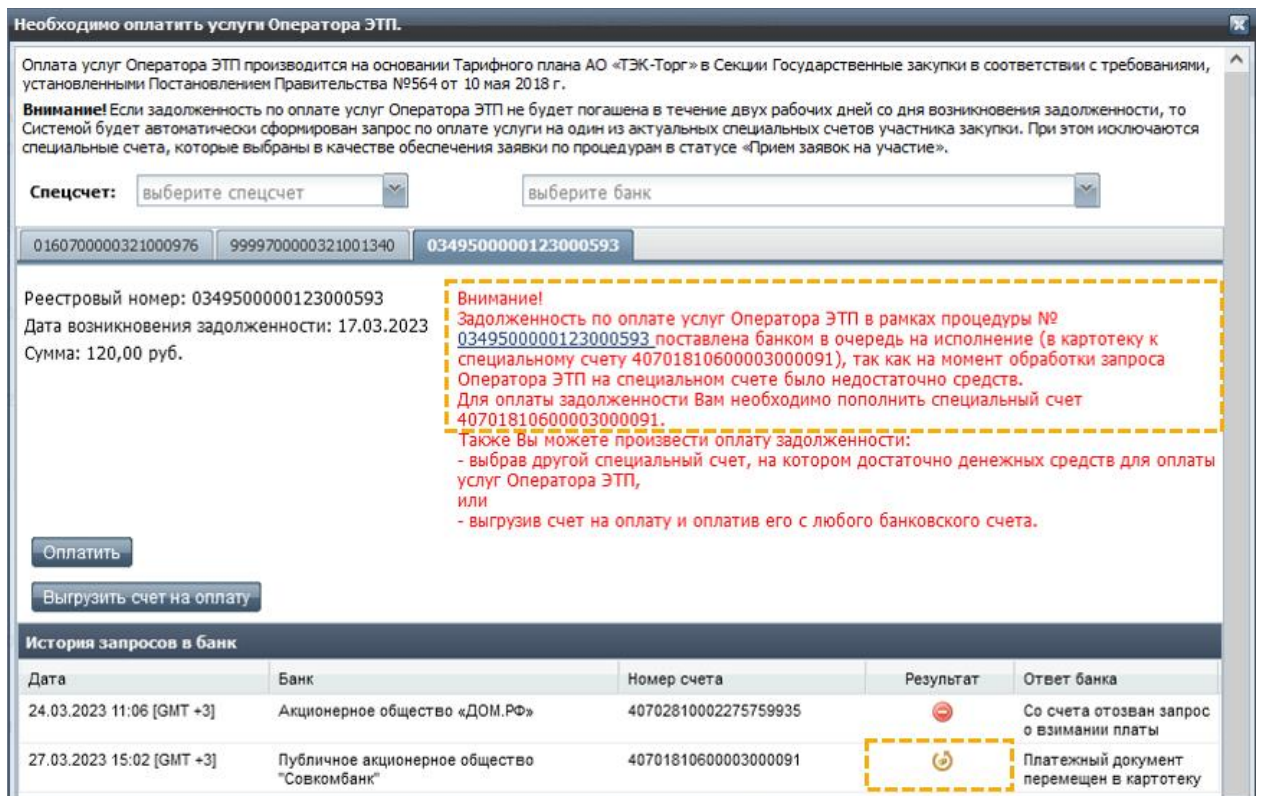 Необходимо оплатить услуги Оператора ЭТП.
Оплата услуг Оператора ЭТП производится на основании Тарифного плана АО «ТЭК-Торг» в Секции Государственные закупки в соответствии с требованиями,
установленными Постановлением Правительства №564 от 10 мая 2018 г.
Внимание! Если задолженность по оплате услуг Оператора ЭТП не будет погашена в течение двух рабочих дней со дня возникновения задолженности, то
Системой будет автоматически сформирован запрос по оплате услуги на один из актуальных специальных счетов участника закупки. При этом исключаются
специальные счета, которые выбраны в качестве обеспечения заявки по процедурам в статусе «Прием заявок на участие».
Спецсчет: выберите спецсчет выберите банк
0160700000321000976 9999700000321001340 0349500000123000593
Реестровый номер: 0349500000123000593
Дата возникновения задолженности: 17.03.2023
Сумма: 120,00 руб.
Внимание!
Задолженность по оплате услуг Оператора ЭТП в рамках процедуры №
0349500000123000593 поставлена банком в очередь на исполнение (в картотеку к
специальному счету 40701810600003000091), так как на момент обработки запроса
Оператора ЭТП на специальном счете было недостаточно средств.
Для оплаты задолженности Вам необходимо пополнить специальный счет
40701810600003000091.
Также Вы можете произвести оплату задолженности:
- выбрав другой специальный счет, на котором достаточно денежных средств для оплаты
услуг Оператора ЭТП,
или
- выгрузив счет на оплату и оплатив его с любого банковского счета.
Оплатить
Выгрузить счет на оплату
История запросов в банк
Дата Банк Номер счета Результат Ответ банка
24.03.2023 11:06 [GMT +3] Акционерное общество «ДОМ.РФ» 40702810002275759935 Со счета отозван запрос
о взимании платы
27.03.2023 15:02 [GMT +3] Публичное акционерное общество 40701810600003000091 Платежный документ
"Совкомбанк" перемещен в картотеку